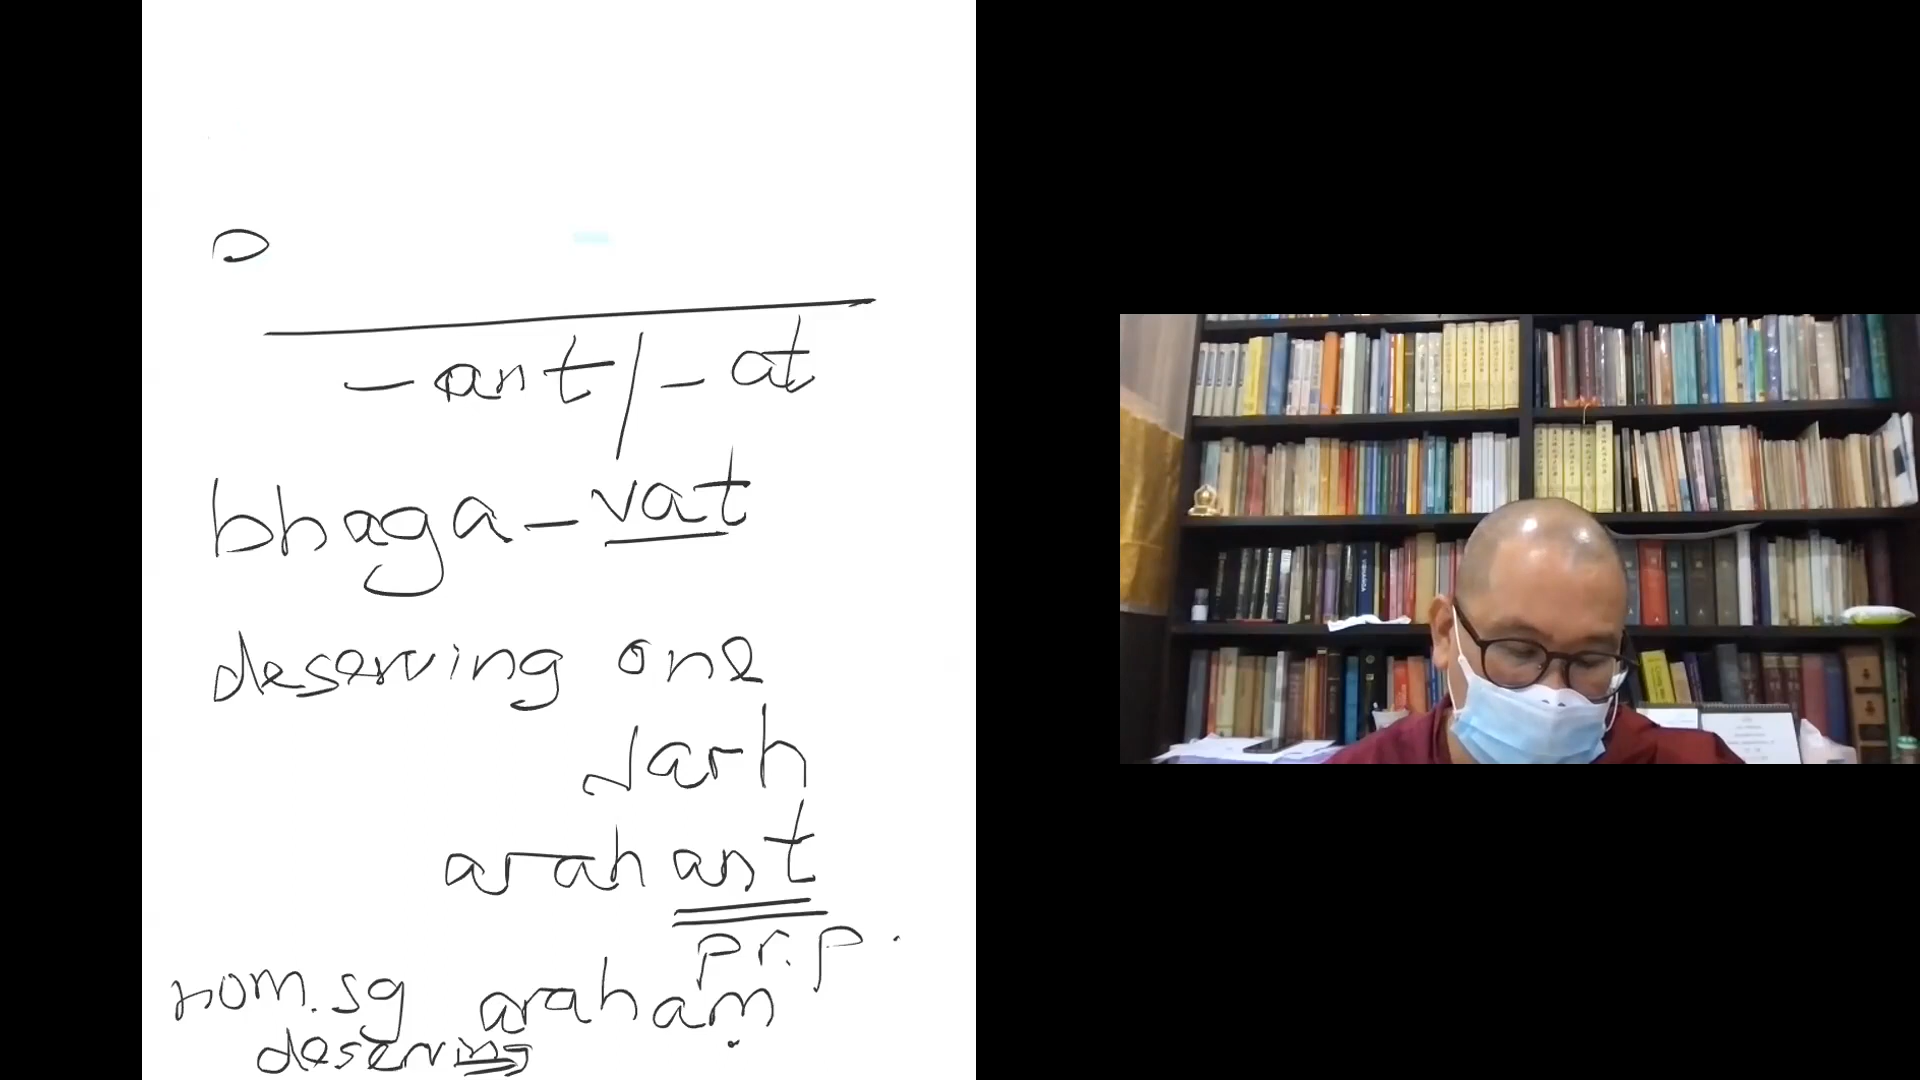 -ant/-at
bhaga-vat
deserving one
√arh
arahant
pr.p.
nom.sg arahaṃ
deserving